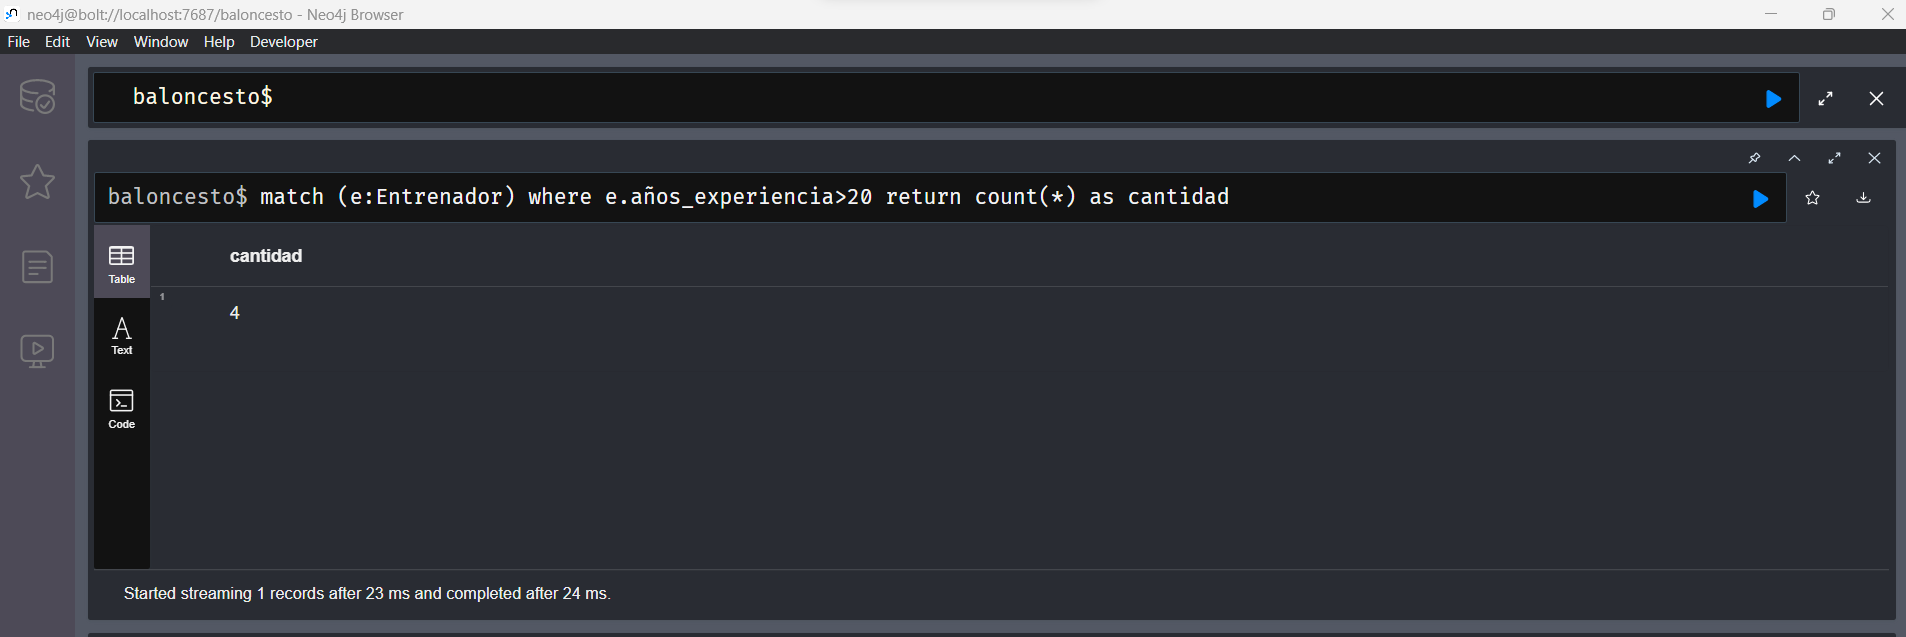 neo4j@bolt://localhost:7687/baloncesto - Neo4j Browser
File Edit View Window Help Developer
baloncesto$
baloncesto$ match (e:Entrenador) where e.años_experiencia>20 return count(*) as cantidad
Table
cantidad
1
4
A
Text
Code
Started streaming 1 records after 23 ms and completed after 24 ms.